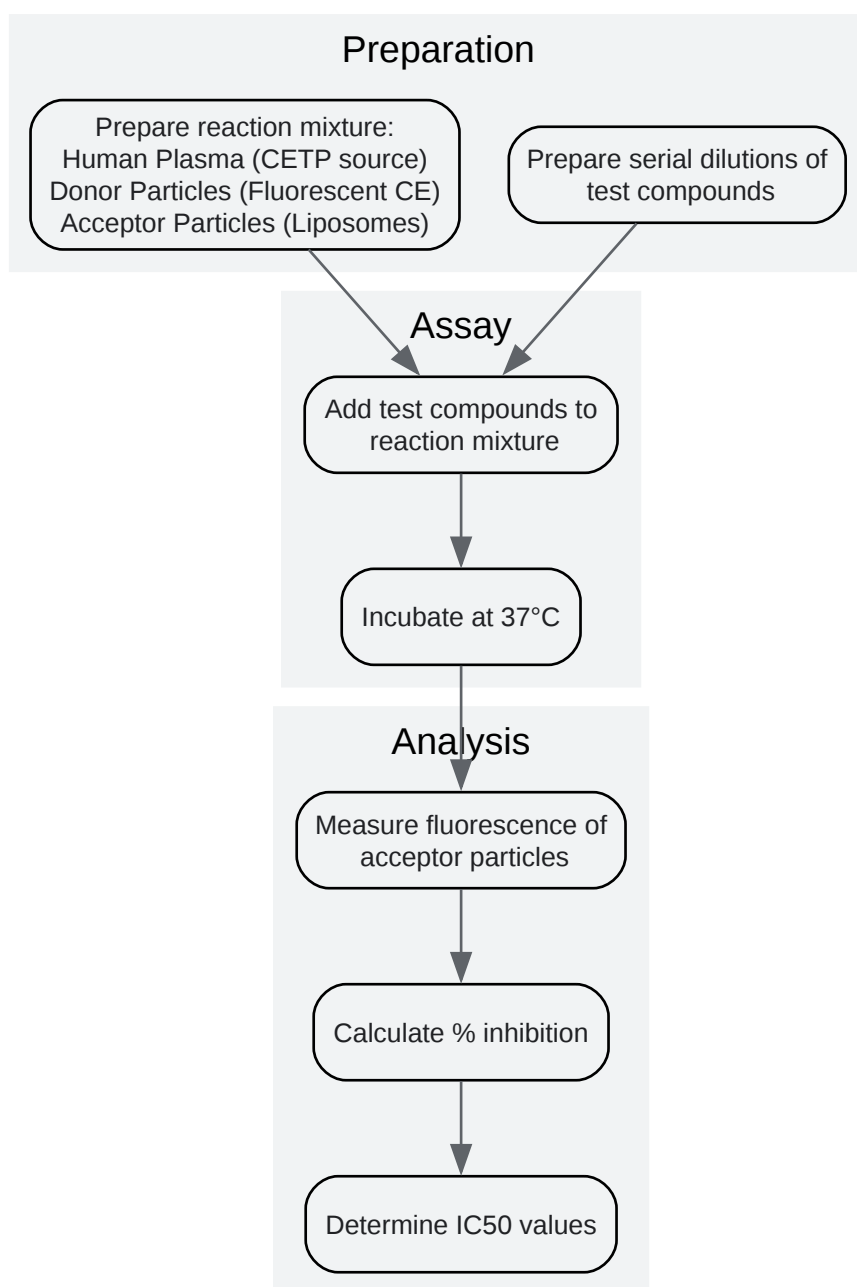 Preparation
Prepare reaction mixture:
Human Plasma (CETP source)
Donor Particles (Fluorescent CE)
Acceptor Particles (Liposomes)
Prepare serial dilutions of
test compounds
Assay
Add test compounds to
reaction mixture
Incubate at 37°C
Analysis
Measure fluorescence of
acceptor particles
Calculate % inhibition
Determine IC50 values